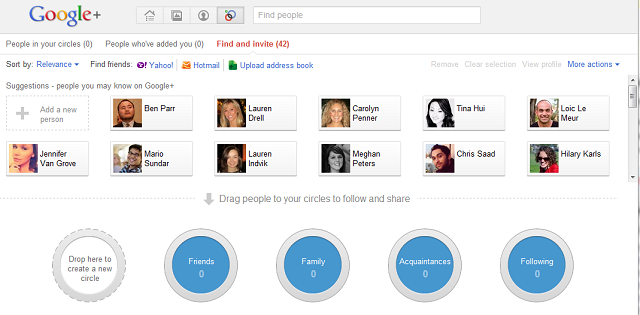 Google+
Find people
People in your circles (0) People who've added you (0) Find and invite (42)
Sort by: Relevance Find friends: Yahoo! Hotmail Upload address book Remove Clear selection View profile More actions
Suggestions - people you may know on Google+
Add a new person
Ben Parr
Lauren Drell
Carolyn Penner
Tina Hui
Loic Le Meur
Jennifer Van Grove
Mario Sundar
Lauren Indvik
Meghan Peters
Chris Saad
Hilary Karls
Drag people to your circles to follow and share
Drop here to create a new circle
Friends
0
Family
0
Acquaintances
0
Following
0